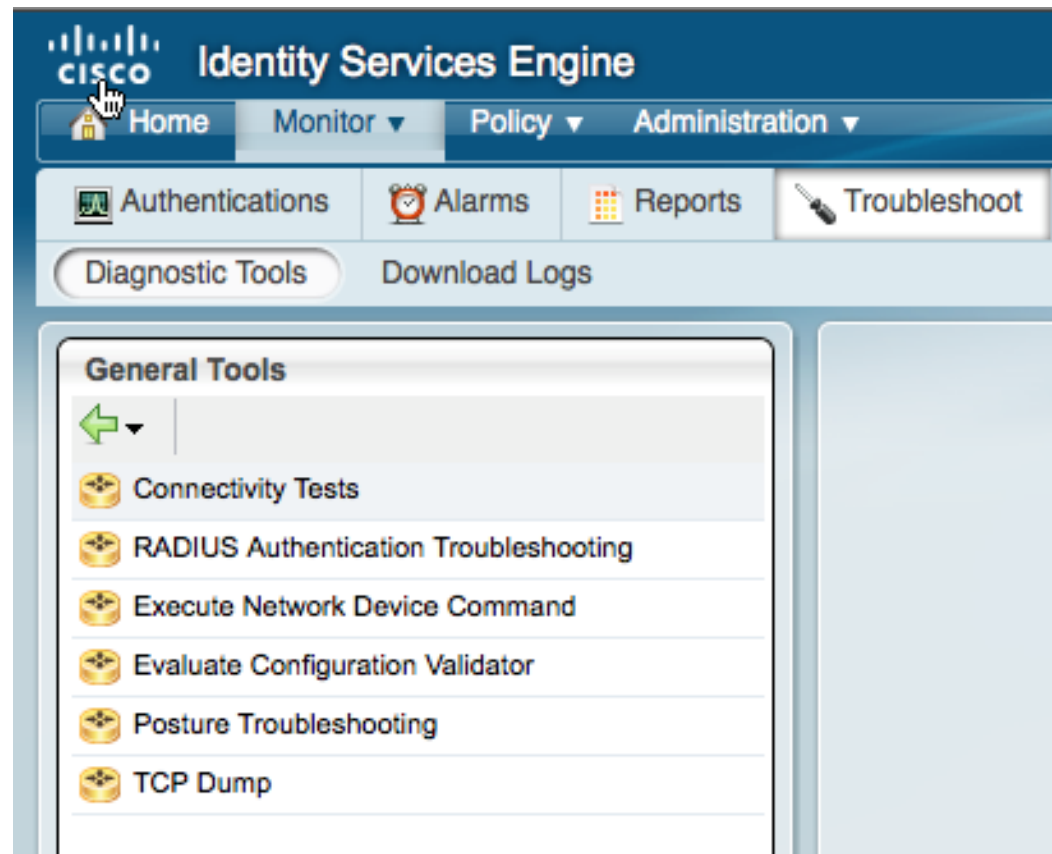 CISCO Identity Services Engine
Home Monitor ▼ Policy ▼ Administration ▼
Authentications Alarms Reports Troubleshoot
Diagnostic Tools Download Logs
General Tools
Connectivity Tests
RADIUS Authentication Troubleshooting
Execute Network Device Command
Evaluate Configuration Validator
Posture Troubleshooting
TCP Dump